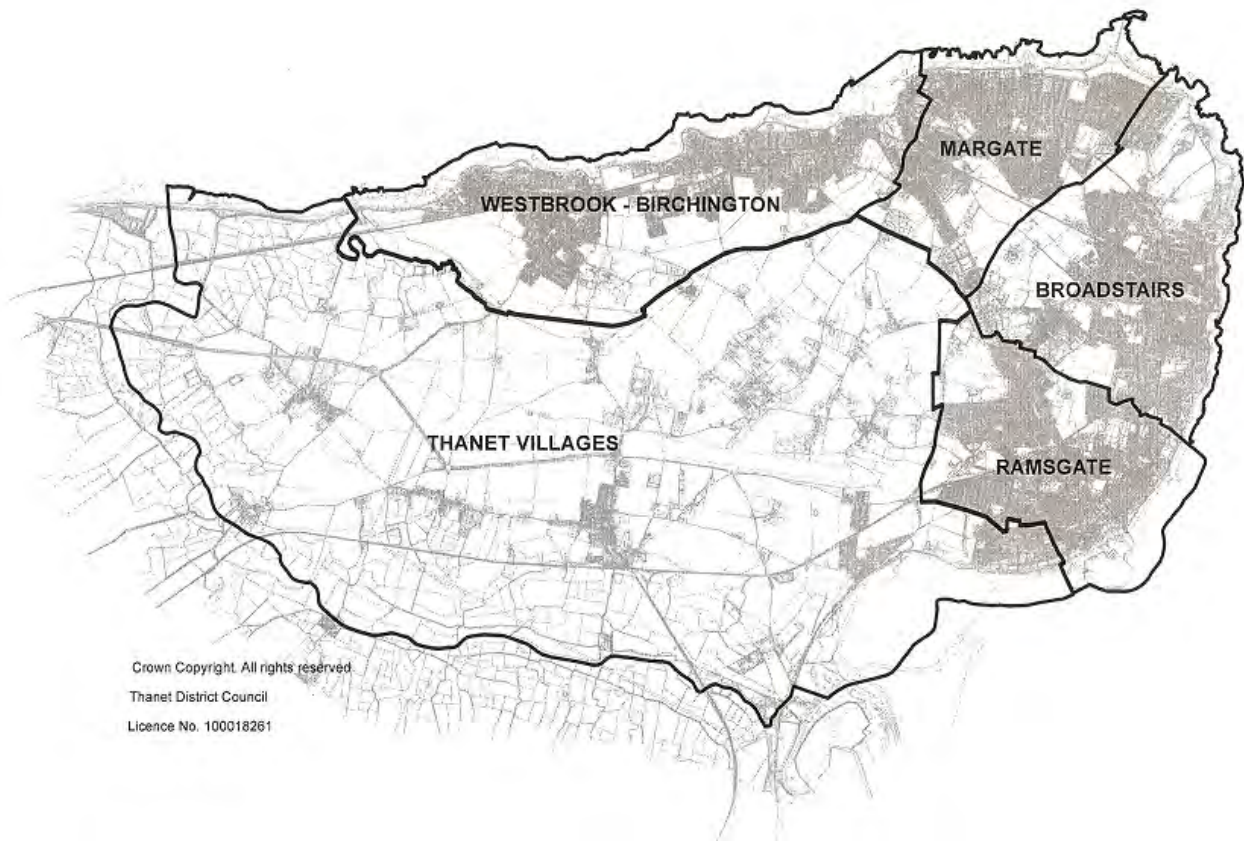 MARGATE
WESTBROOK - BIRCHINGTON
BROADSTAIRS
THANET VILLAGES
RAMSGATE
Crown Copyright. All rights reserved
Thanet District Council
Licence No. 100018261